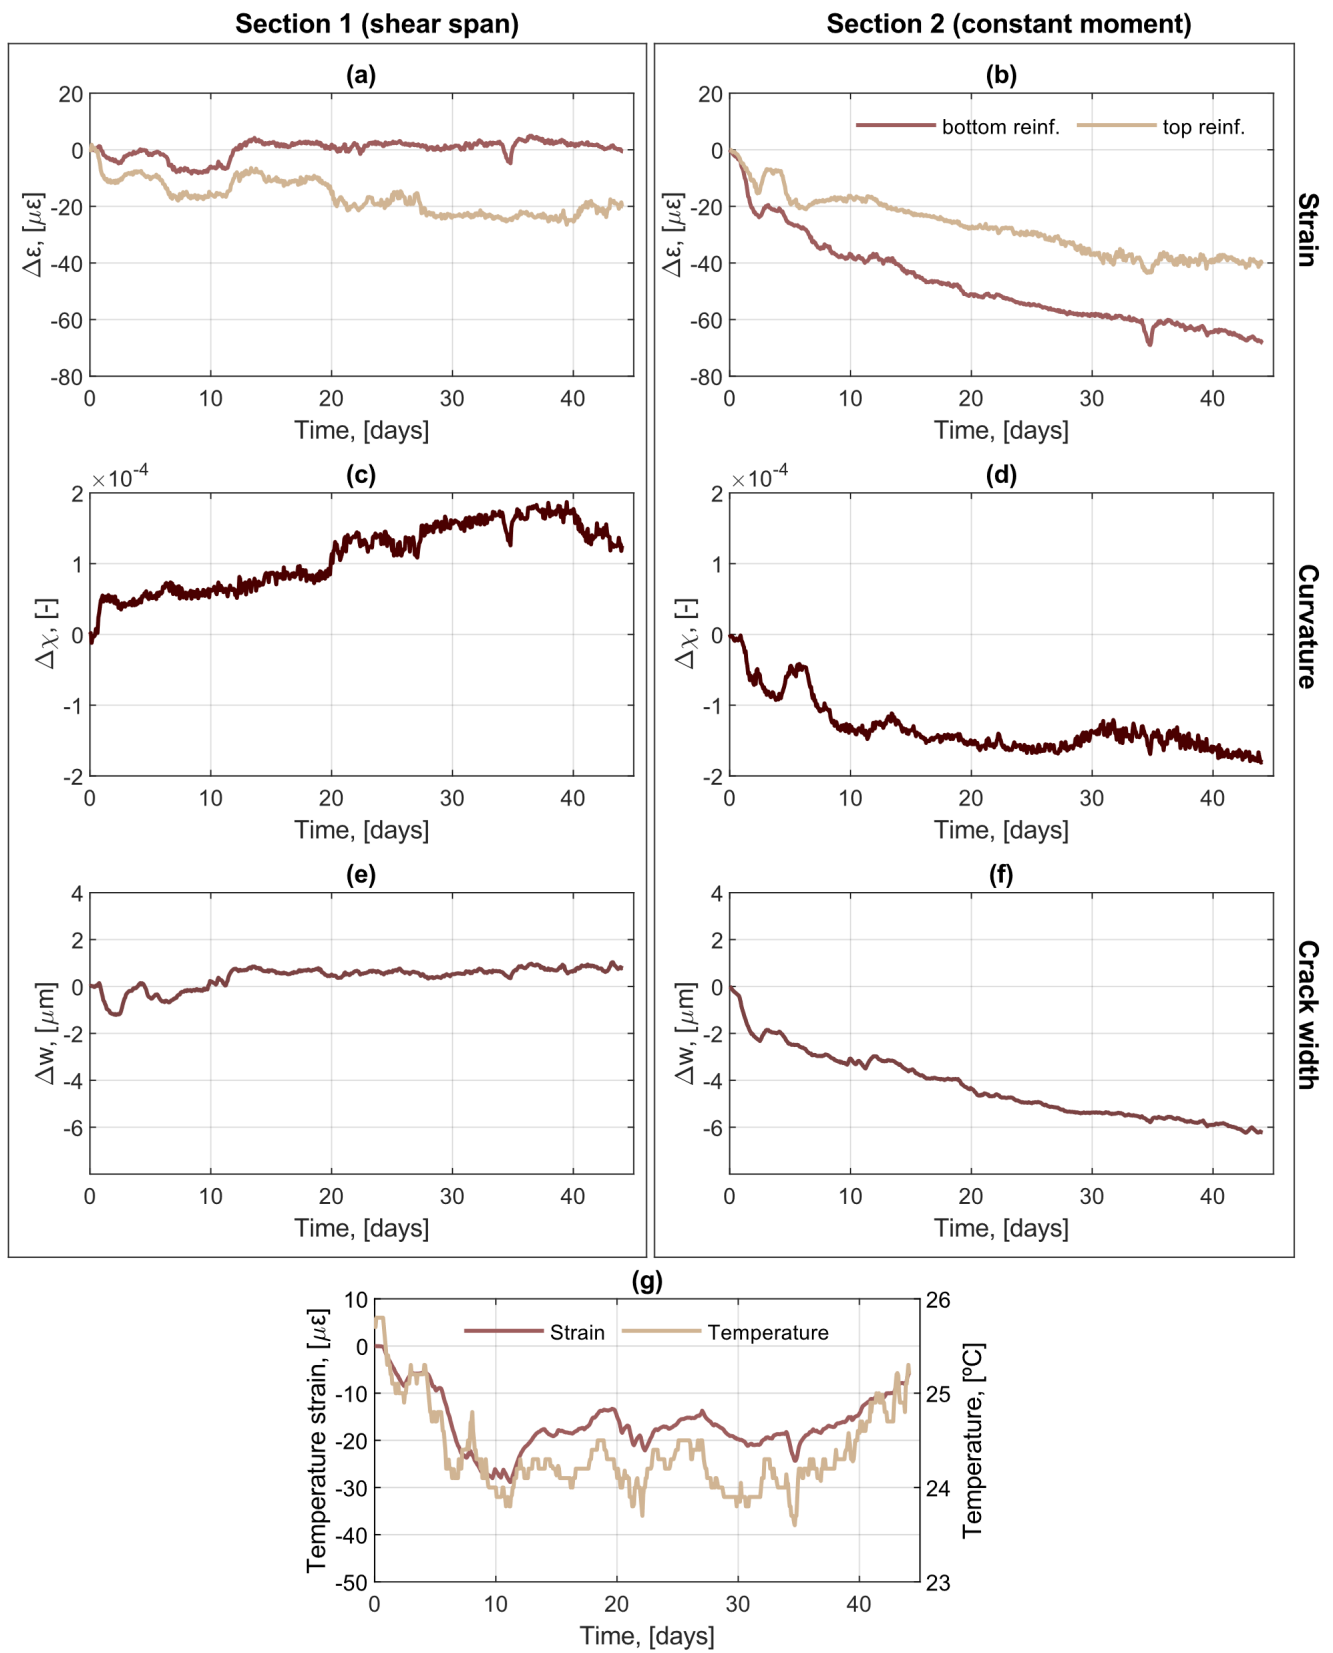 Section 1 (shear span)
Section 2 (constant moment)
(a)
20
0
-20
-40
-60
-80
0 10 20 30 40
Δε, [με]
Time, [days]
(b)
bottom reinf. top reinf.
20
0
-20
-40
-60
-80
0 10 20 30 40
Δε, [με]
Time, [days]
Strain
(c)
×10⁻⁴
2
1
0
-1
-2
0 10 20 30 40
Δχ, [-]
Time, [days]
(d)
×10⁻⁴
2
1
0
-1
-2
0 10 20 30 40
Δχ, [-]
Time, [days]
Curvature
(e)
4
2
0
-2
-4
-6
0 10 20 30 40
Δw, [μm]
Time, [days]
(f)
4
2
0
-2
-4
-6
0 10 20 30 40
Δw, [μm]
Time, [days]
Crack width
(g)
Strain Temperature
10
0
-10
-20
-30
-40
-50
Temperature strain, [με]
26
25
24
23
Temperature, [ºC]
0 10 20 30 40
Time, [days]